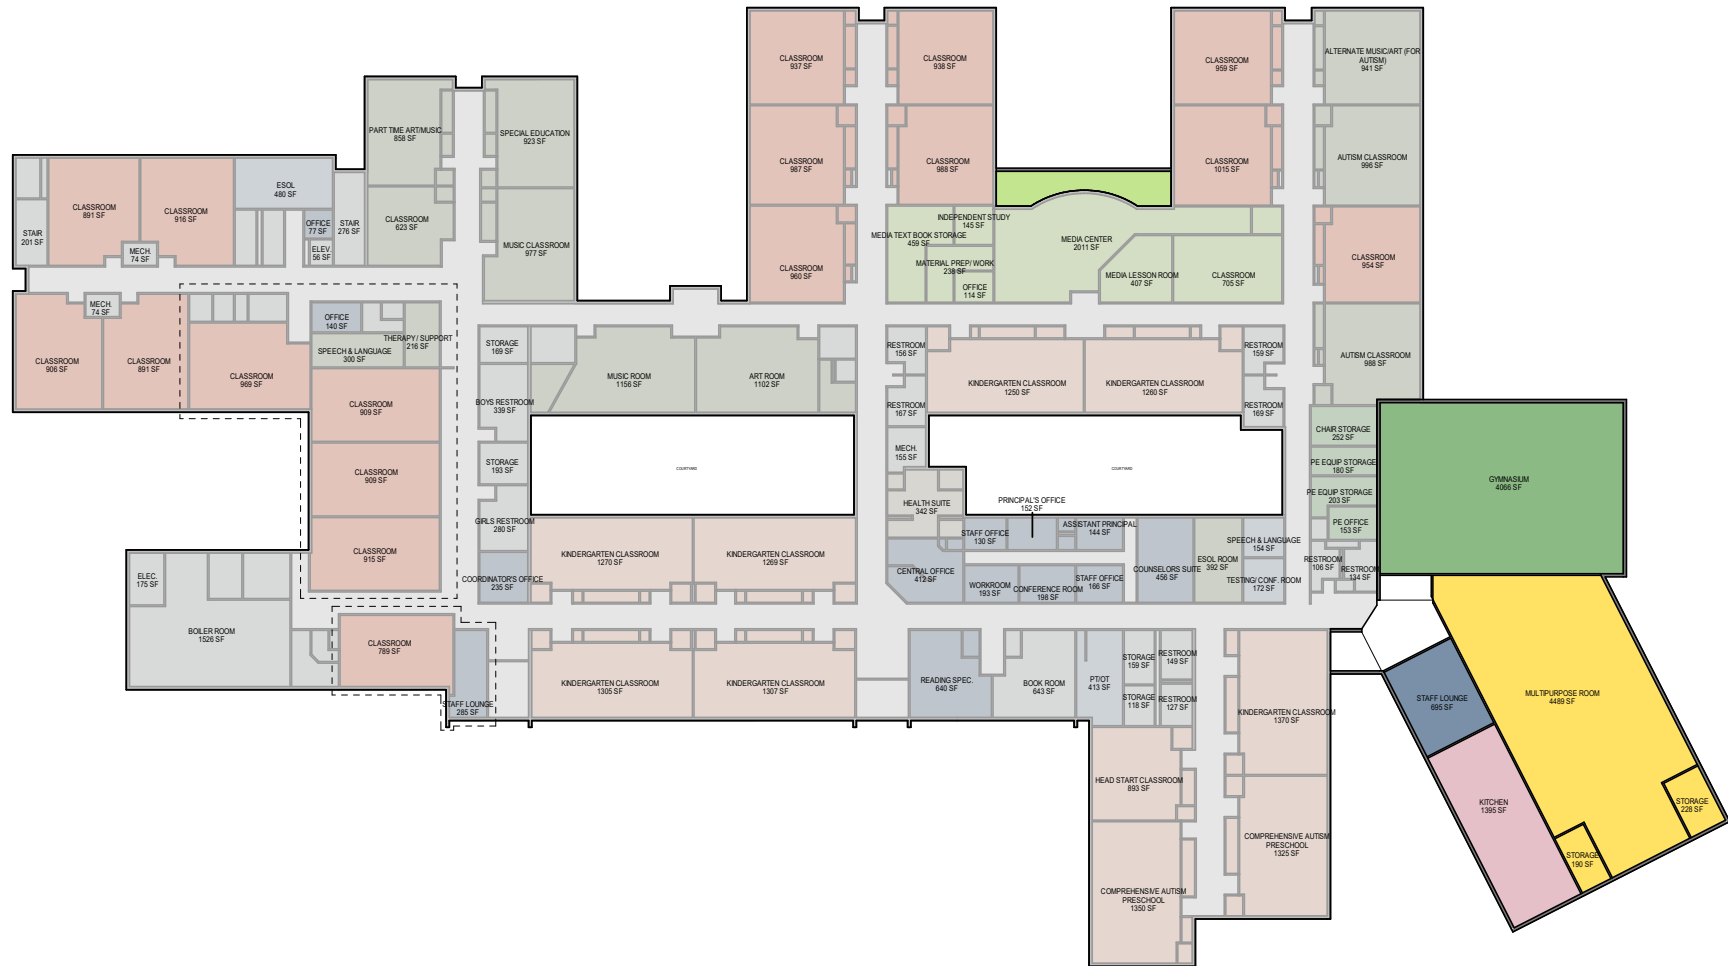 CLASSROOM
937 SF
CLASSROOM
938 SF
CLASSROOM
959 SF
ALTERNATE MUSIC/ART (FOR
AUTISM)
941 SF
PART TIME ART/MUSIC
858 SF
SPECIAL EDUCATION
923 SF
CLASSROOM
987 SF
CLASSROOM
988 SF
CLASSROOM
1015 SF
AUTISM CLASSROOM
996 SF
ESOL
480 SF
CLASSROOM
891 SF
CLASSROOM
916 SF
OFFICE
77 SF
STAIR
276 SF
CLASSROOM
623 SF
STAIR
201 SF
MECH
74 SF
ELEV.
56 SF
MUSIC CLASSROOM
977 SF
CLASSROOM
960 SF
INDEPENDENT STUDY
145 SF
MEDIA TEXT BOOK STORAGE
459 SF
MATERIAL PREP/ WORK
238 SF
OFFICE
114 SF
MEDIA CENTER
2011 SF
MEDIA LESSON ROOM
407 SF
CLASSROOM
705 SF
CLASSROOM
954 SF
MECH.
74 SF
OFFICE
140 SF
THERAPY / SUPPORT
216 SF
SPEECH & LANGUAGE
300 SF
CLASSROOM
906 SF
CLASSROOM
891 SF
CLASSROOM
969 SF
CLASSROOM
909 SF
STORAGE
169 SF
MUSIC ROOM
1156 SF
ART ROOM
1102 SF
RESTROOM
156 SF
KINDERGARTEN CLASSROOM
1250 SF
KINDERGARTEN CLASSROOM
1260 SF
RESTROOM
159 SF
AUTISM CLASSROOM
988 SF
BOYS RESTROOM
339 SF
RESTROOM
167 SF
RESTROOM
169 SF
CHAIR STORAGE
252 SF
MECH.
155 SF
STORAGE
193 SF
COURTYARD
COURTYARD
PE EQUIP STORAGE
180 SF
GYMNASIUM
4066 SF
CLASSROOM
909 SF
PE EQUIP STORAGE
203 SF
HEALTH SUITE
342 SF
PRINCIPAL'S OFFICE
152 SF
PE OFFICE
153 SF
GIRLS RESTROOM
280 SF
STAFF OFFICE
130 SF
ASSISTANT PRINCIPAL
144 SF
SPEECH & LANGUAGE
154 SF
CLASSROOM
915 SF
KINDERGARTEN CLASSROOM
1270 SF
KINDERGARTEN CLASSROOM
1269 SF
CENTRAL OFFICE
412 SF
COUNSELORS SUITE
456 SF
ESOL ROOM
392 SF
RESTROOM
106 SF
RESTROOM
134 SF
ELEC.
175 SF
COORDINATOR'S OFFICE
235 SF
WORKROOM
193 SF
CONFERENCE ROOM
198 SF
STAFF OFFICE
166 SF
TESTING/ CONF. ROOM
172 SF
BOILER ROOM
1526 SF
CLASSROOM
789 SF
STAFF LOUNGE
285 SF
KINDERGARTEN CLASSROOM
1305 SF
KINDERGARTEN CLASSROOM
1307 SF
READING SPEC.
640 SF
BOOK ROOM
643 SF
PT/OT
413 SF
STORAGE
159 SF
RESTROOM
149 SF
STORAGE
118 SF
RESTROOM
127 SF
KINDERGARTEN CLASSROOM
1370 SF
STAFF LOUNGE
695 SF
MULTIPURPOSE ROOM
4489 SF
HEAD START CLASSROOM
893 SF
KITCHEN
1395 SF
STORAGE
228 SF
COMPREHENSIVE AUTISM
PRESCHOOL
1325 SF
STORAGE
190 SF
COMPREHENSIVE AUTISM
PRESCHOOL
1350 SF